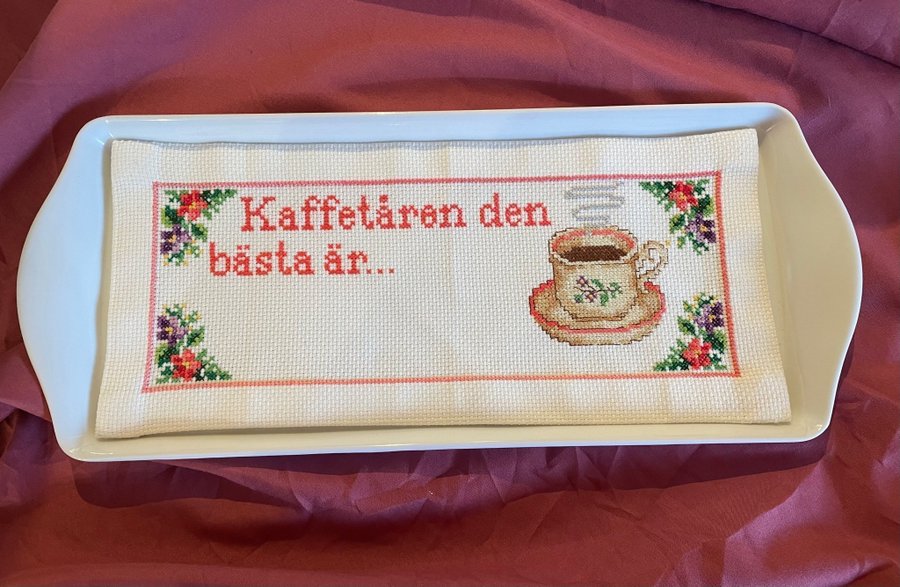 Kaffetåren den
bästa är...